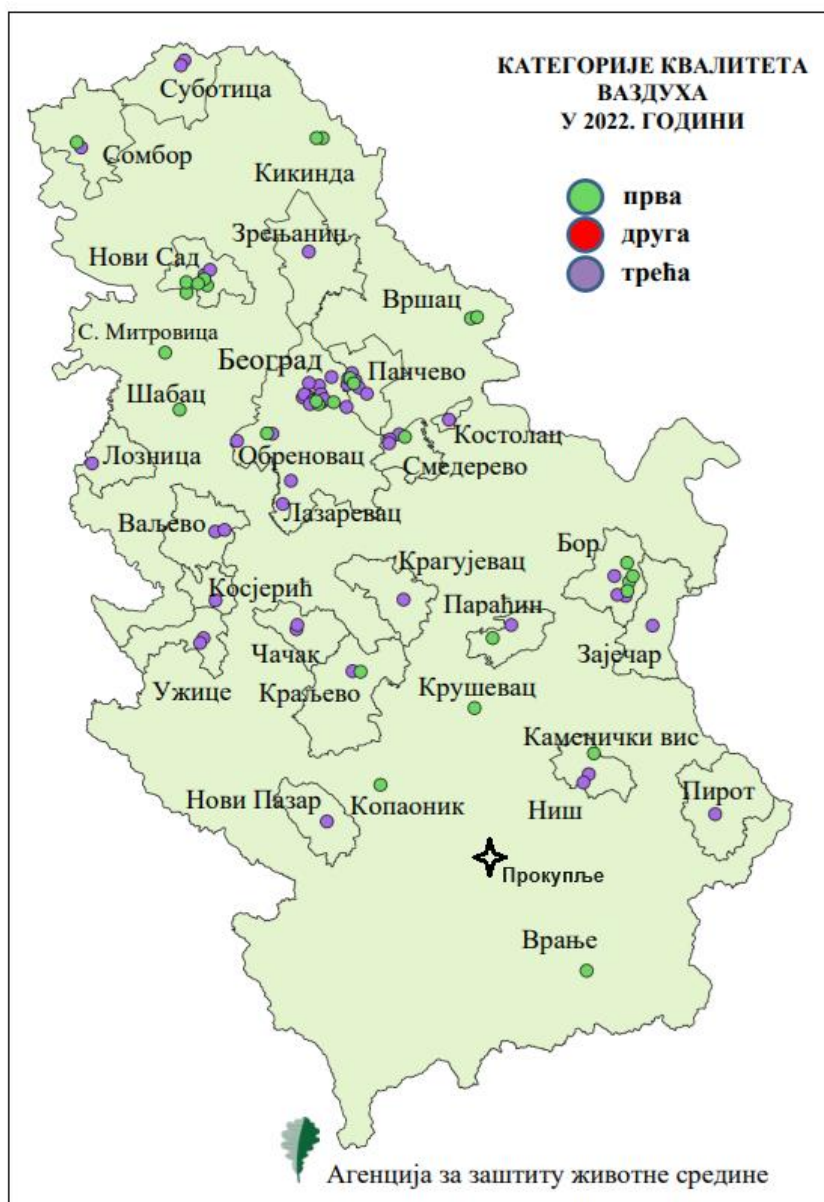 КАТЕГОРИЈЕ КВАЛИТЕТА
ВАЗДУХА
У 2022. ГОДИНИ
прва
друга
трећа
Суботица
Сомбор
Кикинда
Зрењанин
Нови Сад
Вршац
С. Митровица
Београд
Панчево
Шабац
Костолац
Лозница
Обреновац
Смедерево
Лазаревац
Ваљево
Бор
Крагујевац
Косјерић
Параћин
Чачак
Зајечар
Ужице
Краљево
Крушевац
Каменички вис
Нови Пазар
Копаоник
Ниш
Пирот
Прокупље
Врање
Агенција за заштиту животне средине